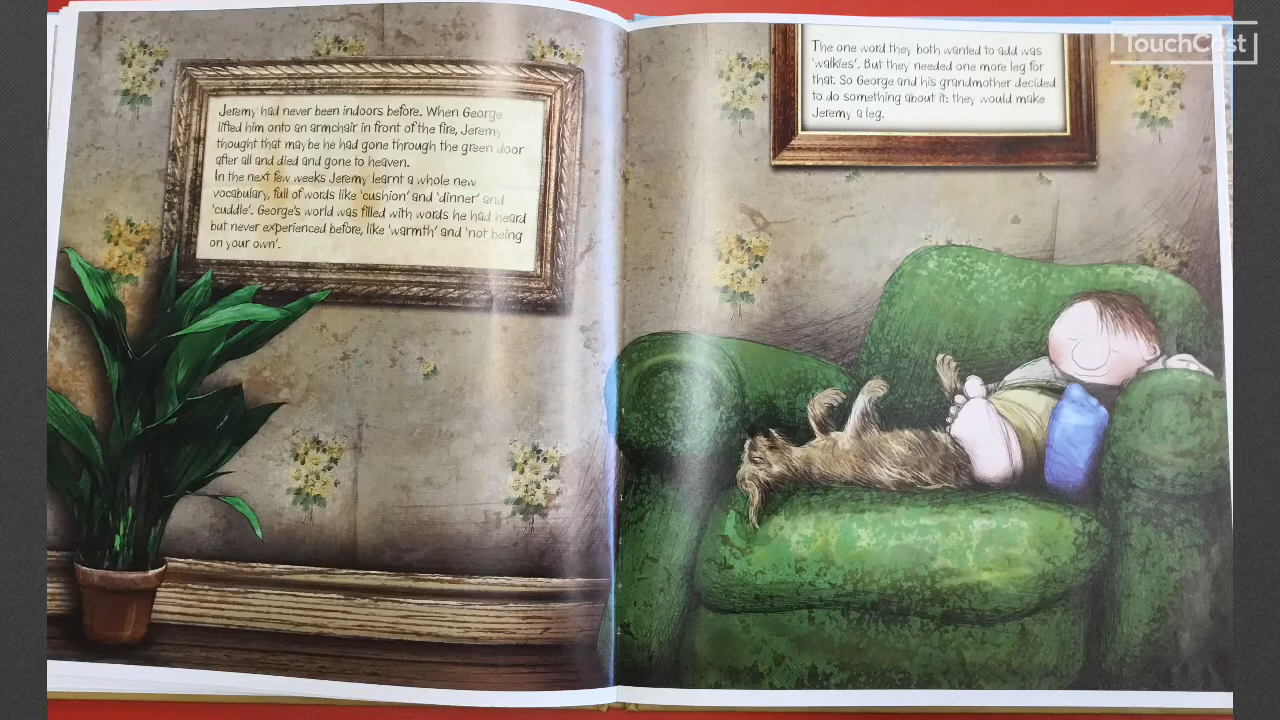 Jeremy had never been indoors before. When George
lifted him onto an armchair in front of the fire, Jeremy
thought that maybe he had gone through the green door
after all and died and gone to heaven.
In the next few weeks Jeremy learnt a whole new
vocabulary, full of words like 'cushion' and 'dinner' and
'cuddle'. George's world was filled with words he had heard
but never experienced before, like 'warmth' and 'not being
on your own'.
The one word they both wanted to add was
'walkies'. But they needed one more leg for
that. So George and his grandmother decided
to do something about it: they would make
Jeremy a leg.
TouchCast